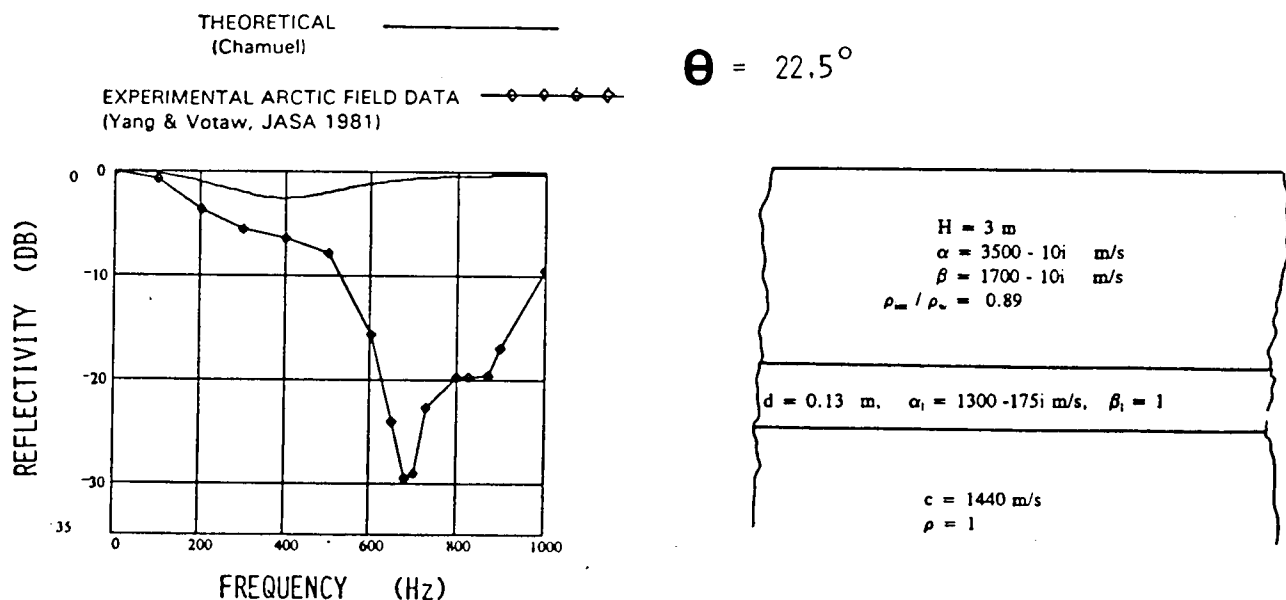 THEORETICAL
(Chamuel)
EXPERIMENTAL ARCTIC FIELD DATA
(Yang & Votaw, JASA 1981)
θ = 22.5°
0
0
-10
-20
-30
35
REFLECTIVITY (DB)
0 200 400 600 800 1000
FREQUENCY (Hz)
H = 3 m
α = 3500 - 10i m/s
β = 1700 - 10i m/s
ρ / ρ = 0.89
d = 0.13 m, α₁ = 1300 -175i m/s, β₁ = 1
c = 1440 m/s
ρ = 1